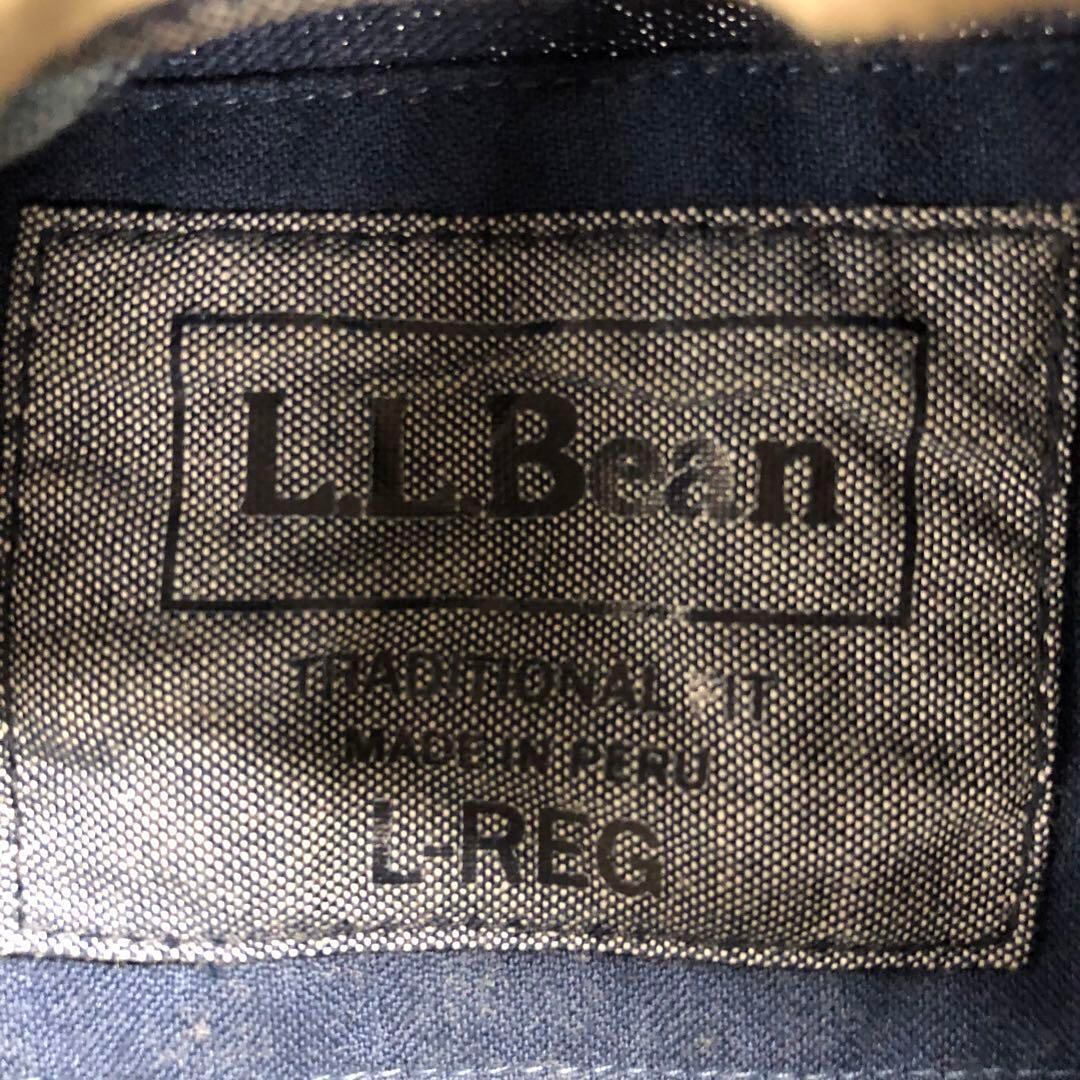 L.L.Bean
TRADITIONAL FIT
MADE IN PERU
L-REG